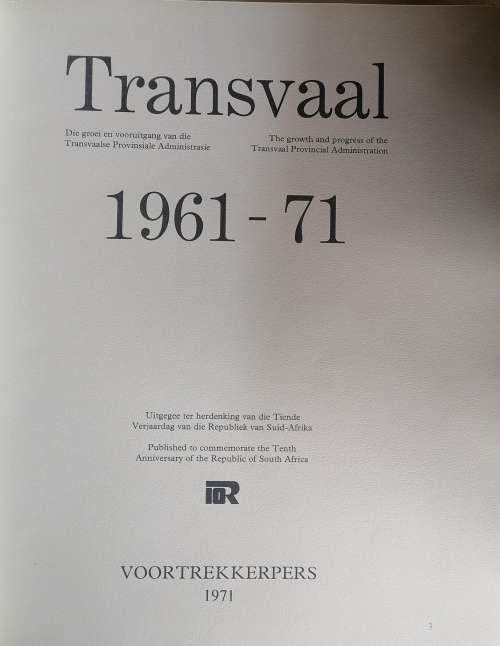 Transvaal
Die groei en vooruitgang van die
Transvaalse Provinsiale Administrasie
The growth and progress of the
Transvaal Provincial Administration
1961 - 71
Uitgegee ter herdenking van die Tiende
Verjaardag van die Republiek van Suid-Afrika
Published to commemorate the Tenth
Anniversary of the Republic of South Africa
VOORTREKKERPERS
1971
3